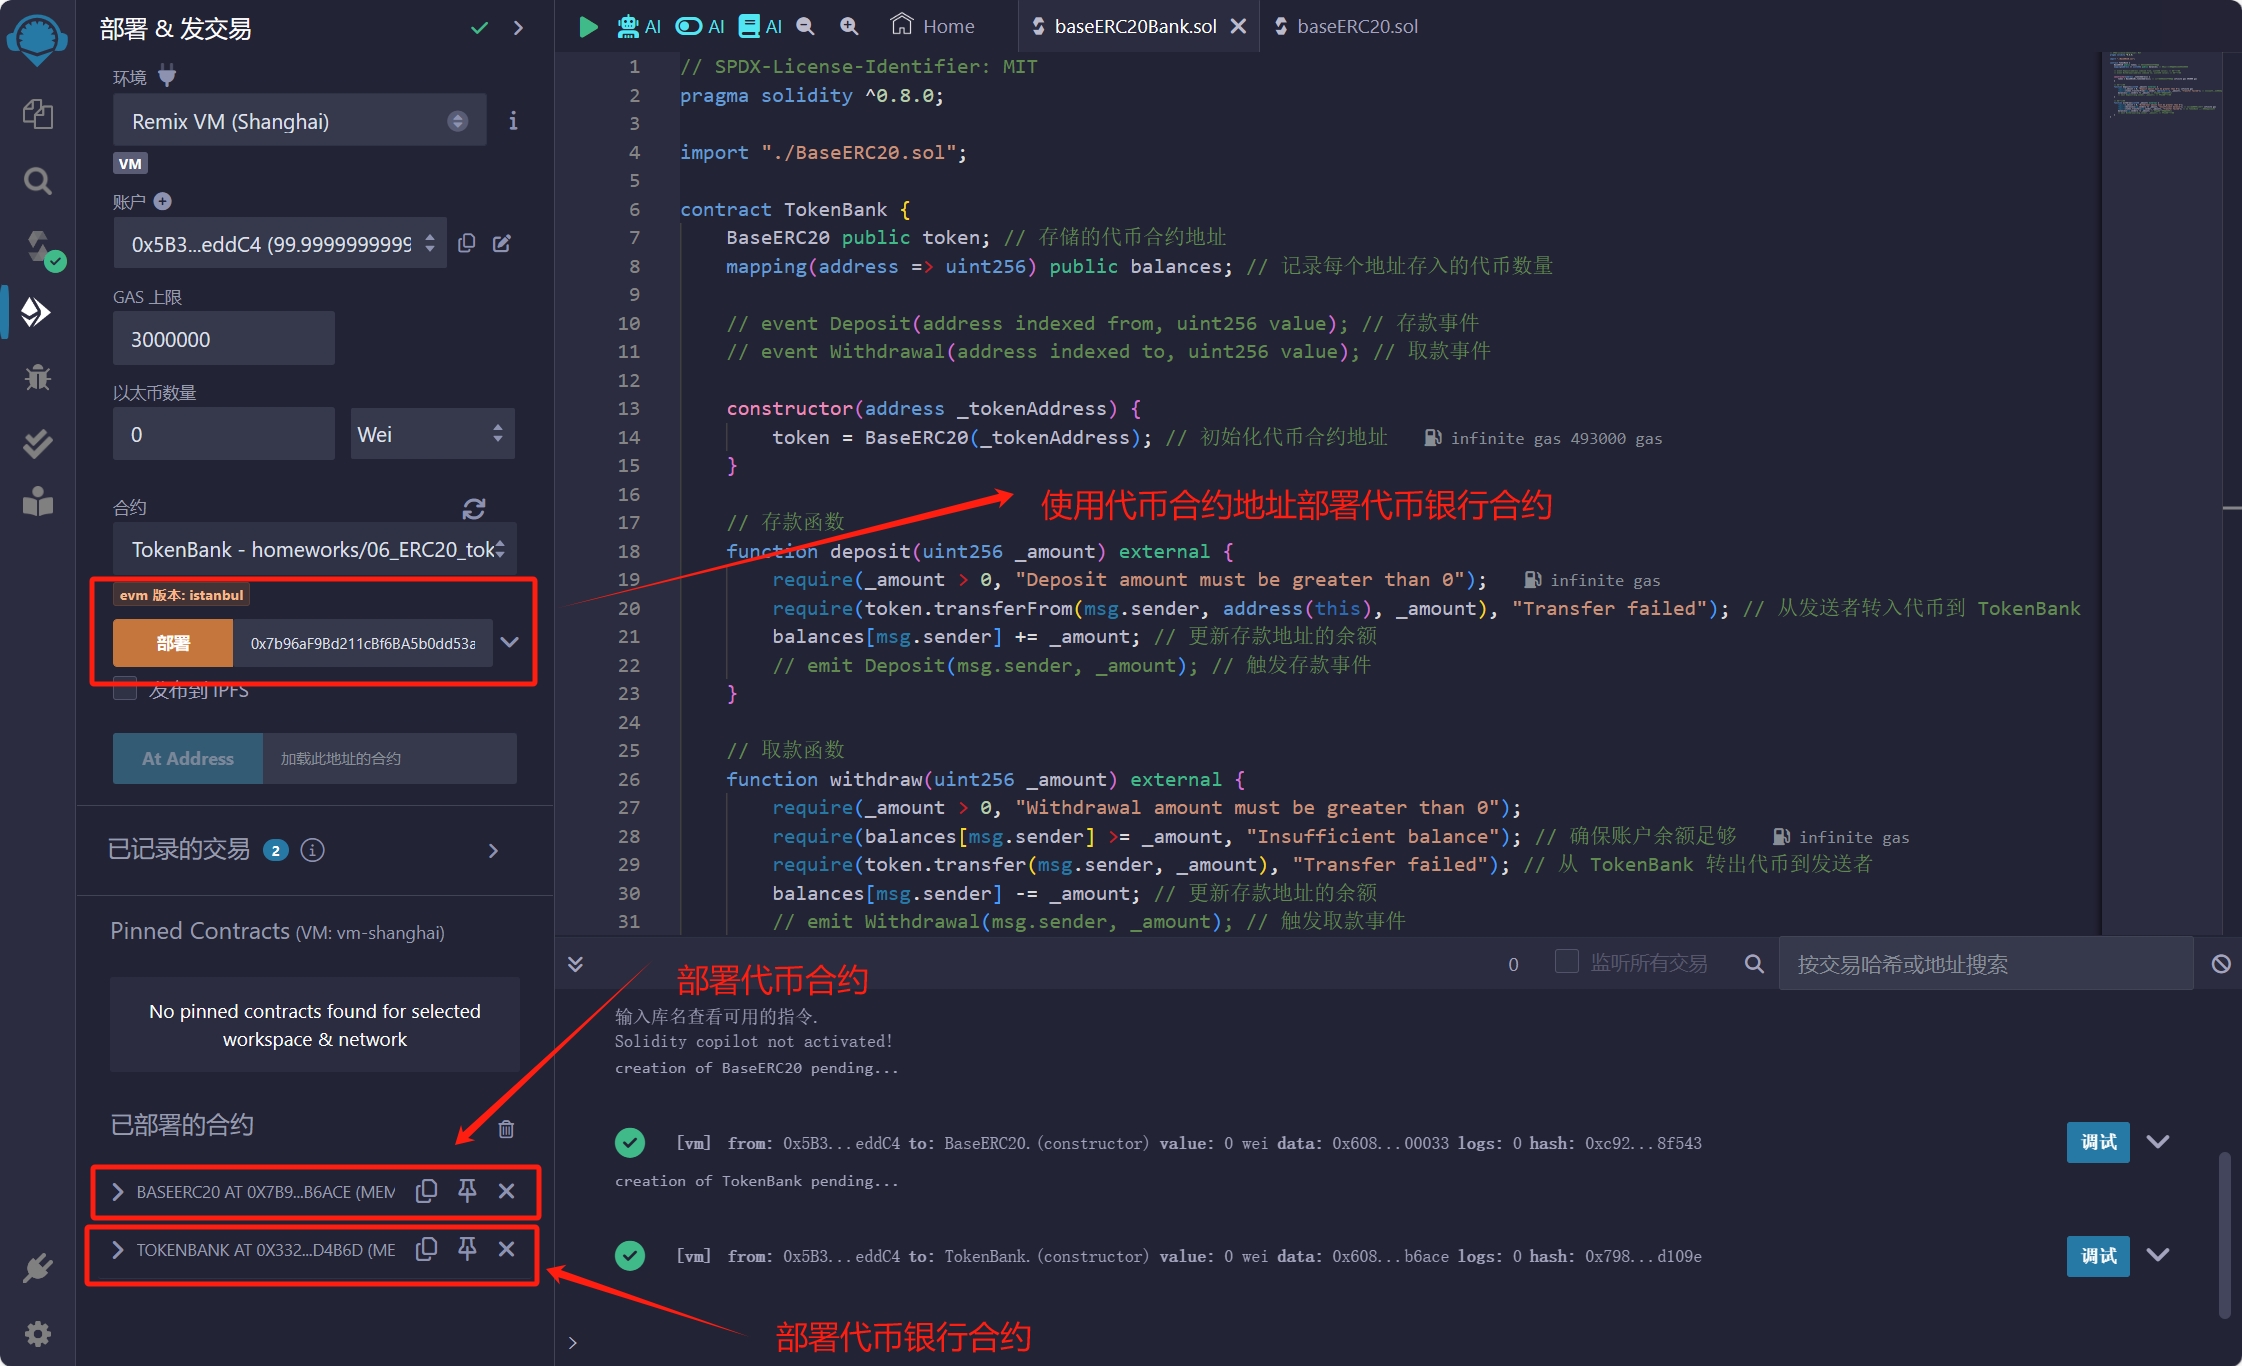 部署 & 发交易
环境
Remix VM (Shanghai)
VM
账户
0x5B3...eddC4 (99.9999999999
GAS 上限
3000000
以太币数量
0
Wei
合约
TokenBank - homeworks/06_ERC20_tok
evm 版本: istanbul
部署
0x7b96aF9Bd211cBf6BA5b0dd53a
发布到 IPFS
At Address
加载此地址的合约
已记录的交易 2
Pinned Contracts (VM: vm-shanghai)
No pinned contracts found for selected
workspace & network
已部署的合约
BASEERC20 AT 0X7B9...B6ACE (MEM
TOKENBANK AT 0X332...D4B6D (ME
AI
AI
AI
Home
baseERC20Bank.sol
baseERC20.sol
1 // SPDX-License-Identifier: MIT
2 pragma solidity ^0.8.0;
3
4 import "./BaseERC20.sol";
5
6 contract TokenBank {
7 BaseERC20 public token; // 存储的代币合约地址
8 mapping(address => uint256) public balances; // 记录每个地址存入的代币数量
9
10 // event Deposit(address indexed from, uint256 value); // 存款事件
11 // event Withdrawal(address indexed to, uint256 value); // 取款事件
12
13 constructor(address _tokenAddress) {
14 token = BaseERC20(_tokenAddress); // 初始化代币合约地址 infinite gas 493000 gas
15 }
16
使用代币合约地址部署代币银行合约
17 // 存款函数
18 function deposit(uint256 _amount) external {
19 require(_amount > 0, "Deposit amount must be greater than 0"); infinite gas
20 require(token.transferFrom(msg.sender, address(this), _amount), "Transfer failed"); // 从发送者转入代币到 TokenBank
21 balances[msg.sender] += _amount; // 更新存款地址的余额
22 // emit Deposit(msg.sender, _amount); // 触发存款事件
23 }
24
25 // 取款函数
26 function withdraw(uint256 _amount) external {
27 require(_amount > 0, "Withdrawal amount must be greater than 0");
28 require(balances[msg.sender] >= _amount, "Insufficient balance"); // 确保账户余额足够 infinite gas
29 require(token.transfer(msg.sender, _amount), "Transfer failed"); // 从 TokenBank 转出代币到发送者
30 balances[msg.sender] -= _amount; // 更新存款地址的余额
31 // emit Withdrawal(msg.sender, _amount); // 触发取款事件
部署代币合约
0
监听所有交易
按交易哈希或地址搜索
输入库名查看可用的指令.
Solidity copilot not activated!
creation of BaseERC20 pending...
[vm] from: 0x5B3...eddC4 to: BaseERC20.(constructor) value: 0 wei data: 0x608...00033 logs: 0 hash: 0xc92...8f543
调试
creation of TokenBank pending...
[vm] from: 0x5B3...eddC4 to: TokenBank.(constructor) value: 0 wei data: 0x608...b6ace logs: 0 hash: 0x798...d109e
调试
部署代币银行合约
>